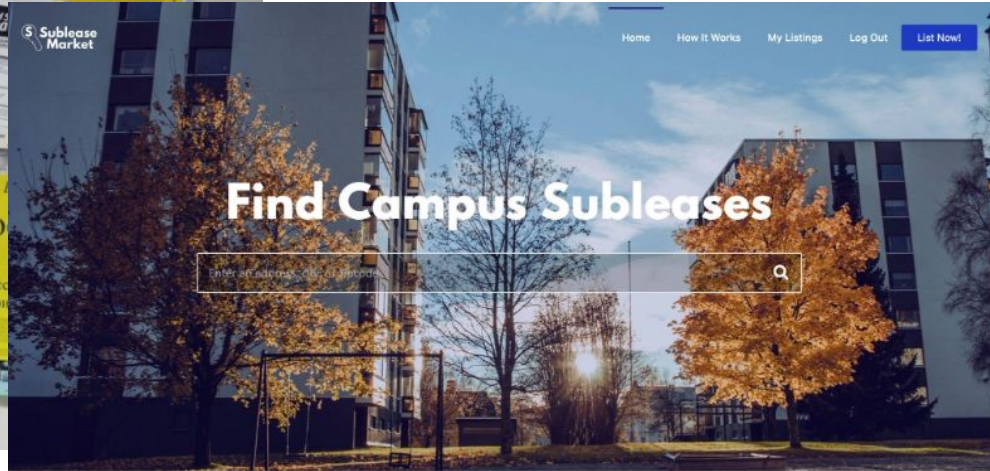 Sublease
Market
Home
How It Works
My Listings
Log Out
List Now!
Find Campus Subleases
Enter an address, city, or zipcode